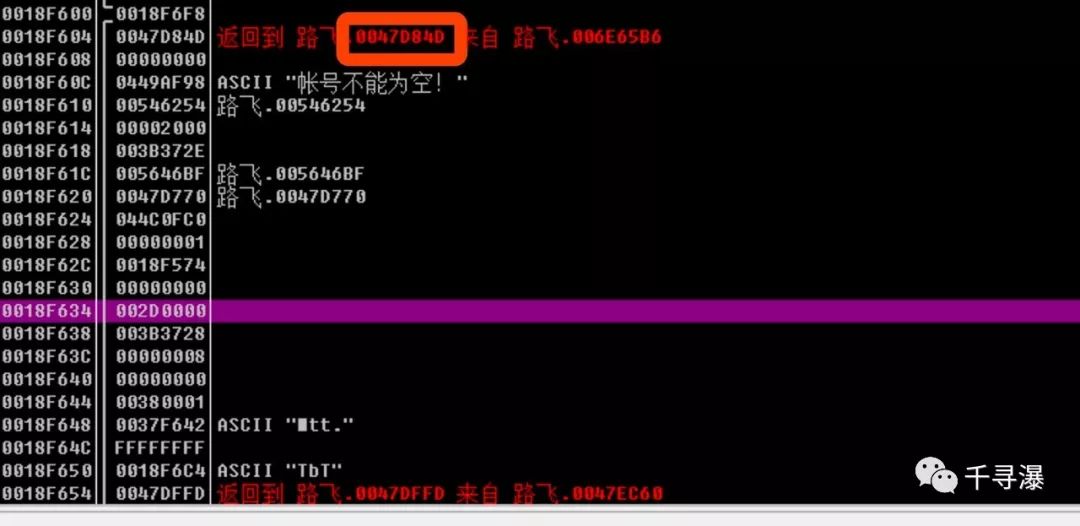 0018F600 0018F6F8
0018F604 0047D84D 返回到 路飞.0047D84D 来自 路飞.006E65B6
0018F608 00000000
0018F60C 0449AF98 ASCII "帐号不能为空！"
0018F610 00546254 路飞.00546254
0018F614 00002000
0018F618 003B372E
0018F61C 005646BF 路飞.005646BF
0018F620 0047D770 路飞.0047D770
0018F624 044C0FC0
0018F628 00000001
0018F62C 0018F574
0018F630 00000000
0018F634 002D0000
0018F638 003B3728
0018F63C 00000008
0018F640 00000000
0018F644 00380001
0018F648 0037F642 ASCII "■tt."
0018F64C FFFFFFFF
0018F650 0018F6C4 ASCII "TbT"
0018F654 0047DFFD 返回到 路飞.0047DFFD 来自 路飞.0047EC60
千寻瀑